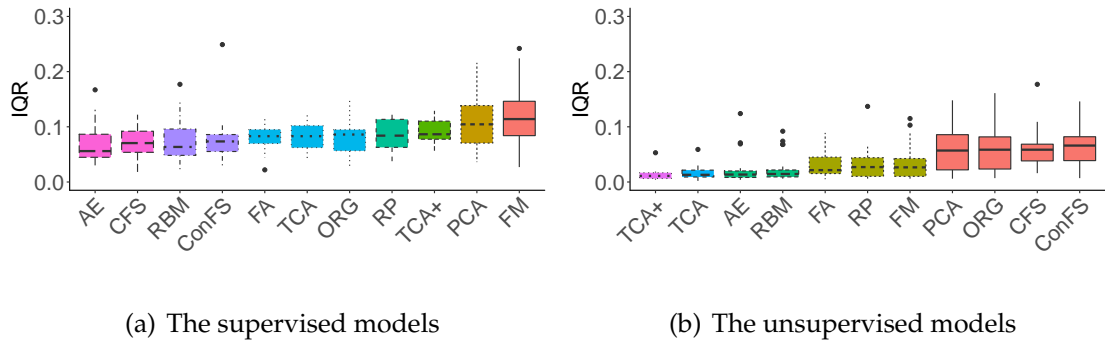 0.3
0.2
0.1
0.0
IQR
AE
CFS
RBM
ConFS
FA
TCA
ORG
RP
TCA+
PCA
FM
(a) The supervised models
0.3
0.2
0.1
0.0
IQR
TCA+
TCA
AE
RBM
FA
RP
FM
PCA
ORG
CFS
ConFS
(b) The unsupervised models